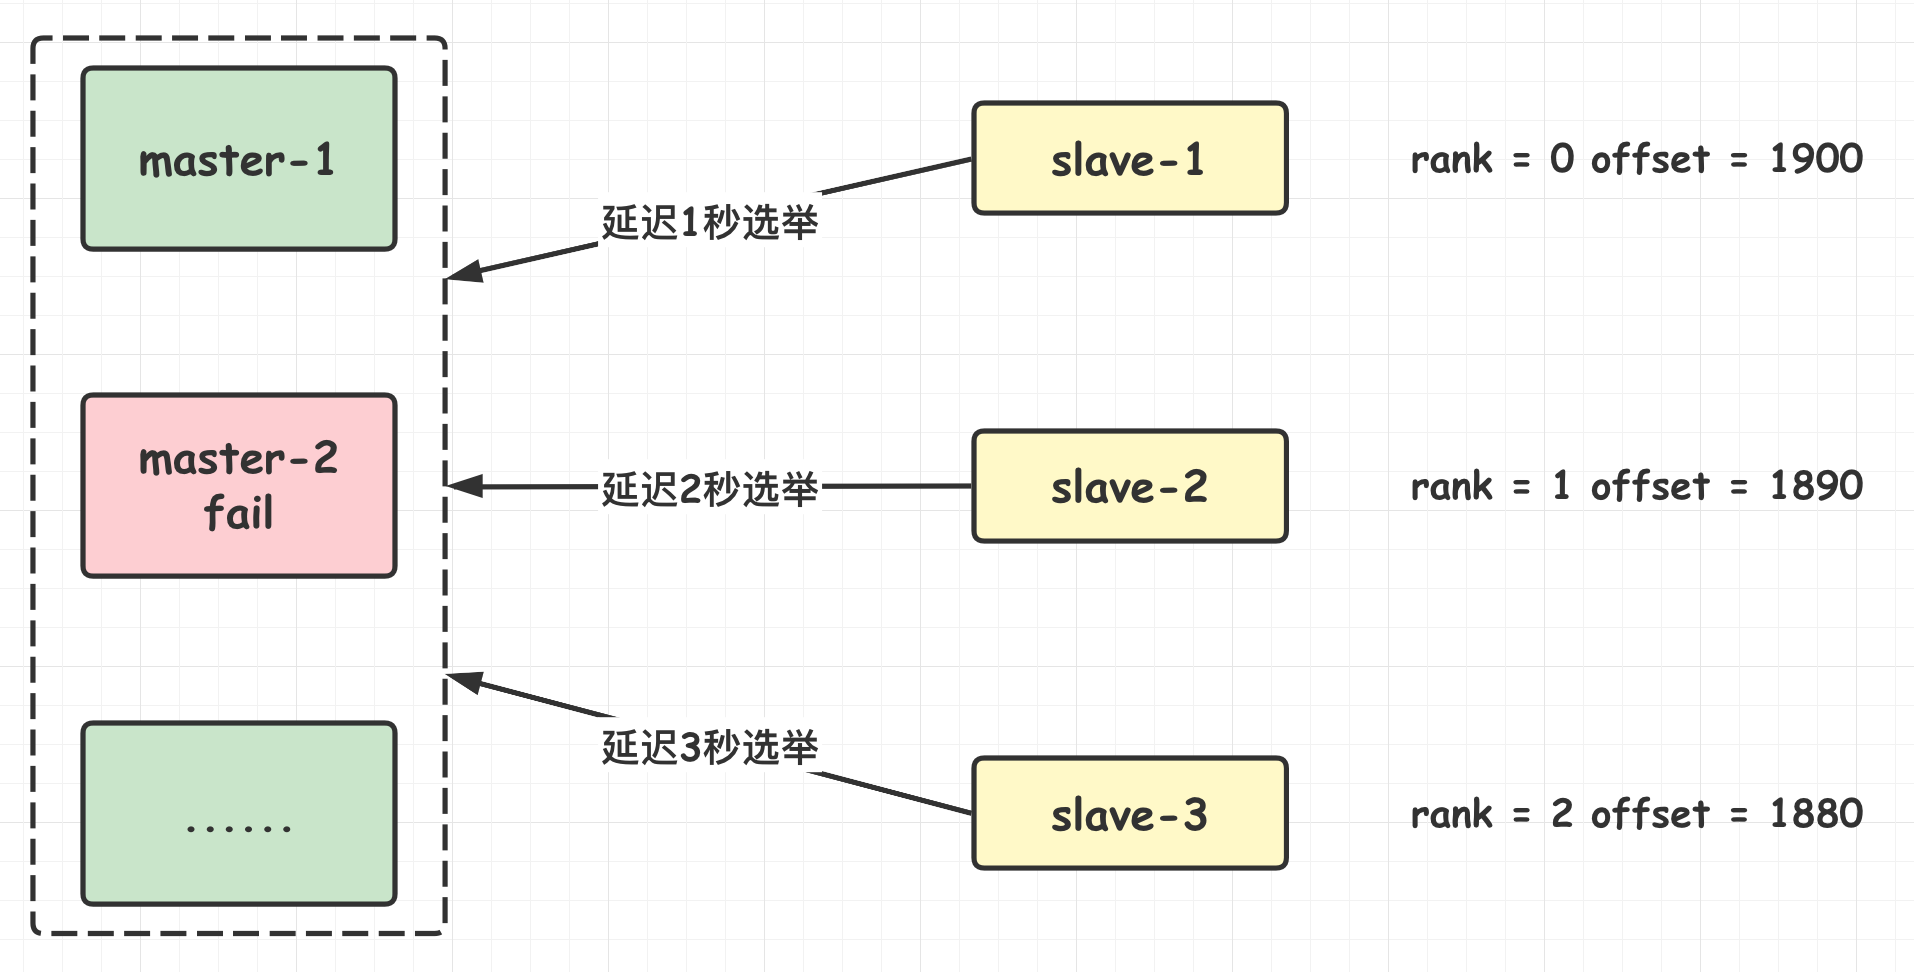 master-1
slave-1
rank = 0 offset = 1900
延迟1秒选举
master-2
fail
延迟2秒选举
slave-2
rank = 1 offset = 1890
延迟3秒选举
......
slave-3
rank = 2 offset = 1880